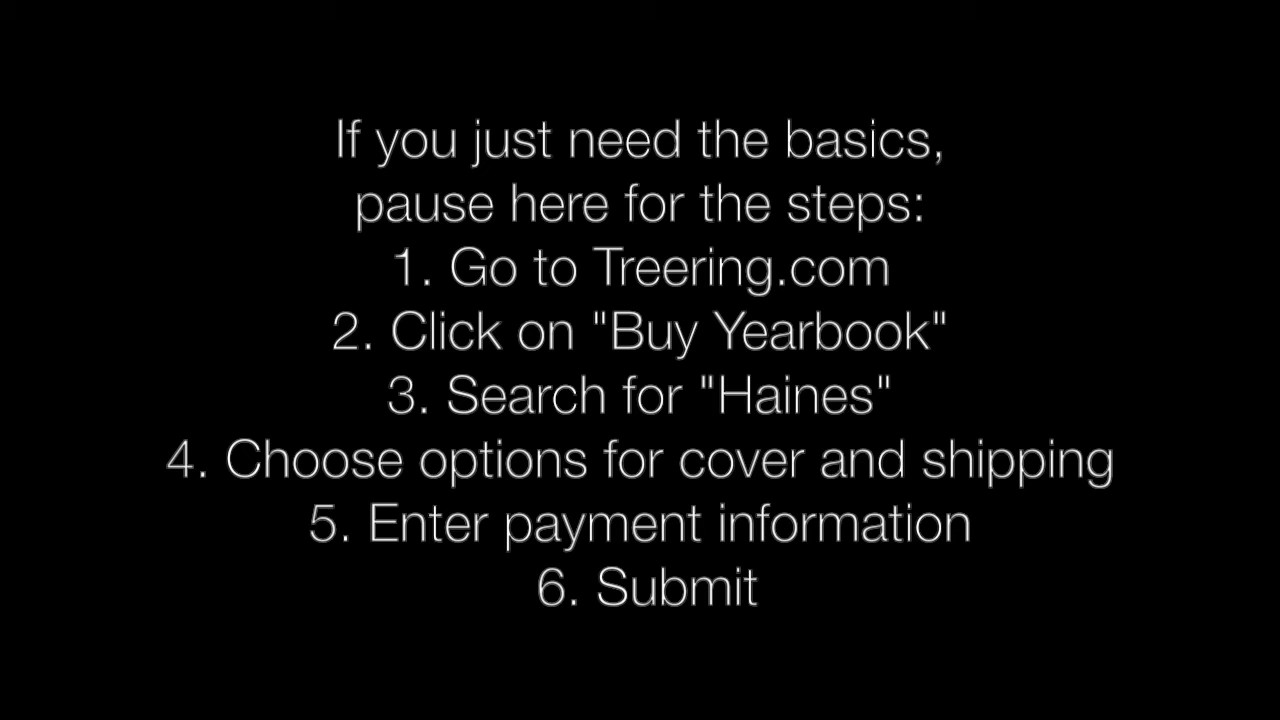 If you just need the basics,
pause here for the steps:
1. Go to Treering.com
2. Click on "Buy Yearbook"
3. Search for "Haines"
4. Choose options for cover and shipping
5. Enter payment information
6. Submit